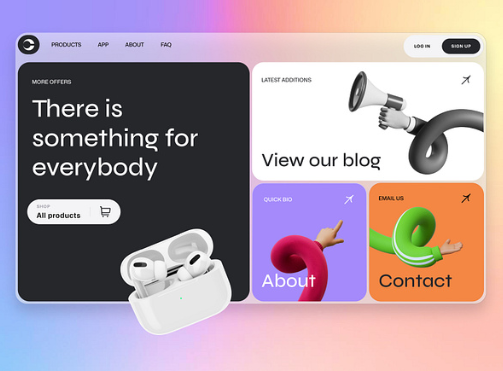 PRODUCTS APP ABOUT FAQ
LOG IN SIGN UP
MORE OFFERS
There is
something for
everybody
SHOP
All products
LATEST ADDITIONS
View our blog
QUICK BIO
About
EMAIL US
Contact